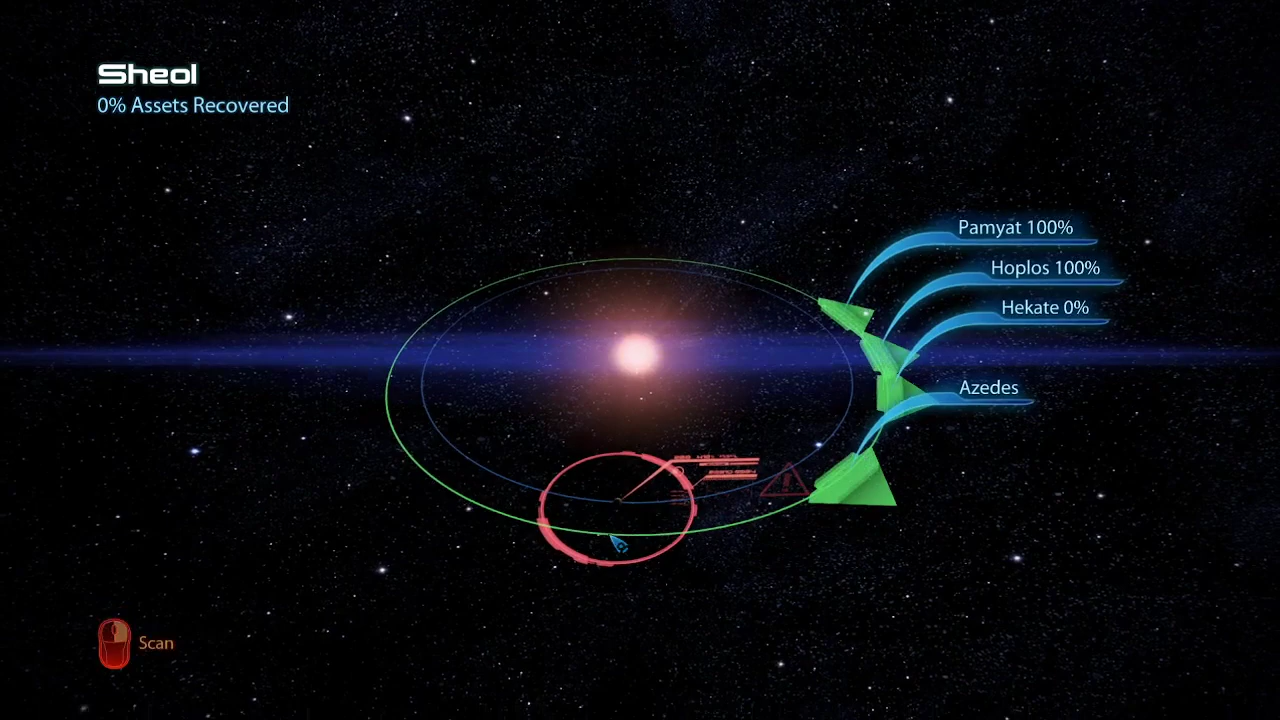 Sheol
0% Assets Recovered
Pamyat 100%
Hoplos 100%
Hekate 0%
Azedes
Scan